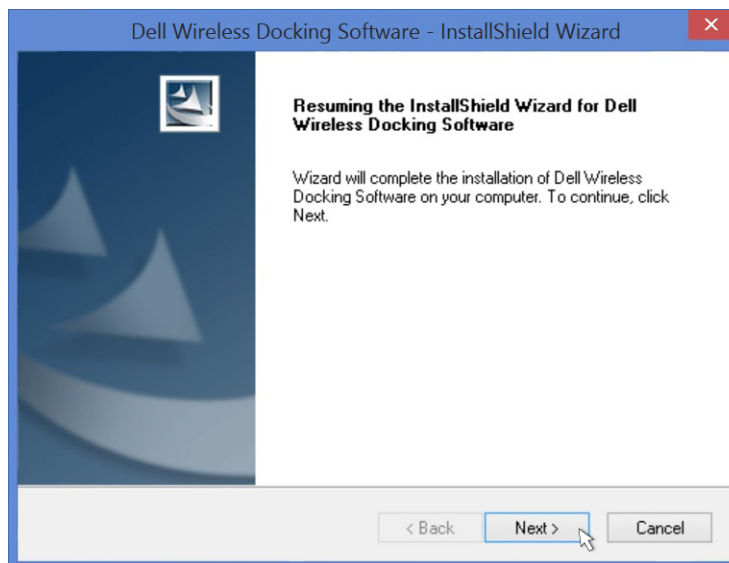 Dell Wireless Docking Software - InstallShield Wizard
Resuming the InstallShield Wizard for Dell
Wireless Docking Software
Wizard will complete the installation of Dell Wireless
Docking Software on your computer. To continue, click
Next.
< Back Next > Cancel